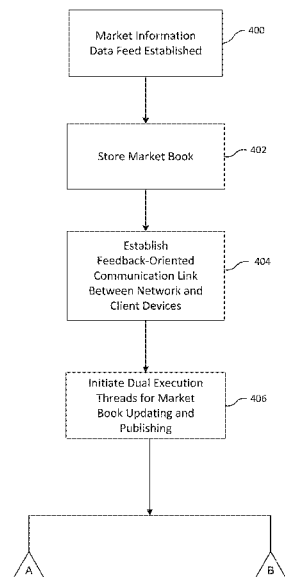 Market Information
Data Feed Established
400
Store Market Book
402
Establish
Feedback-Oriented
Communication Link
Between Network and
Client Devices
404
Initiate Dual Execution
Threads for Market
Book Updating and
Publishing
406
A
B